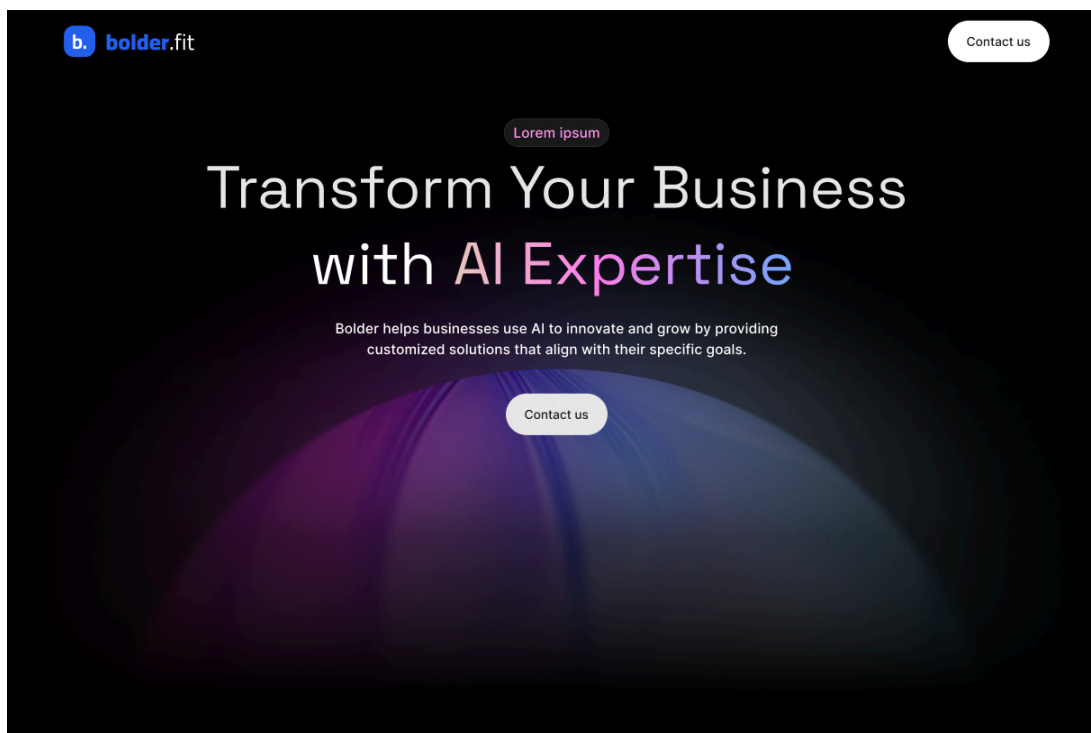 b. bolder.fit
Contact us
Lorem ipsum
Transform Your Business
with AI Expertise
Bolder helps businesses use AI to innovate and grow by providing
customized solutions that align with their specific goals.
Contact us